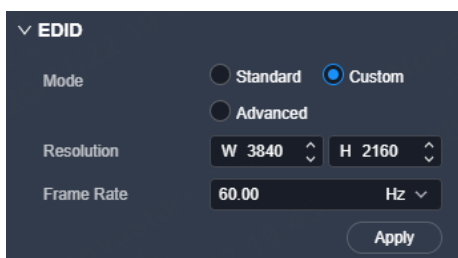 EDID
Mode Standard Custom
Advanced
Resolution W 3840 H 2160
Frame Rate 60.00 Hz
Apply